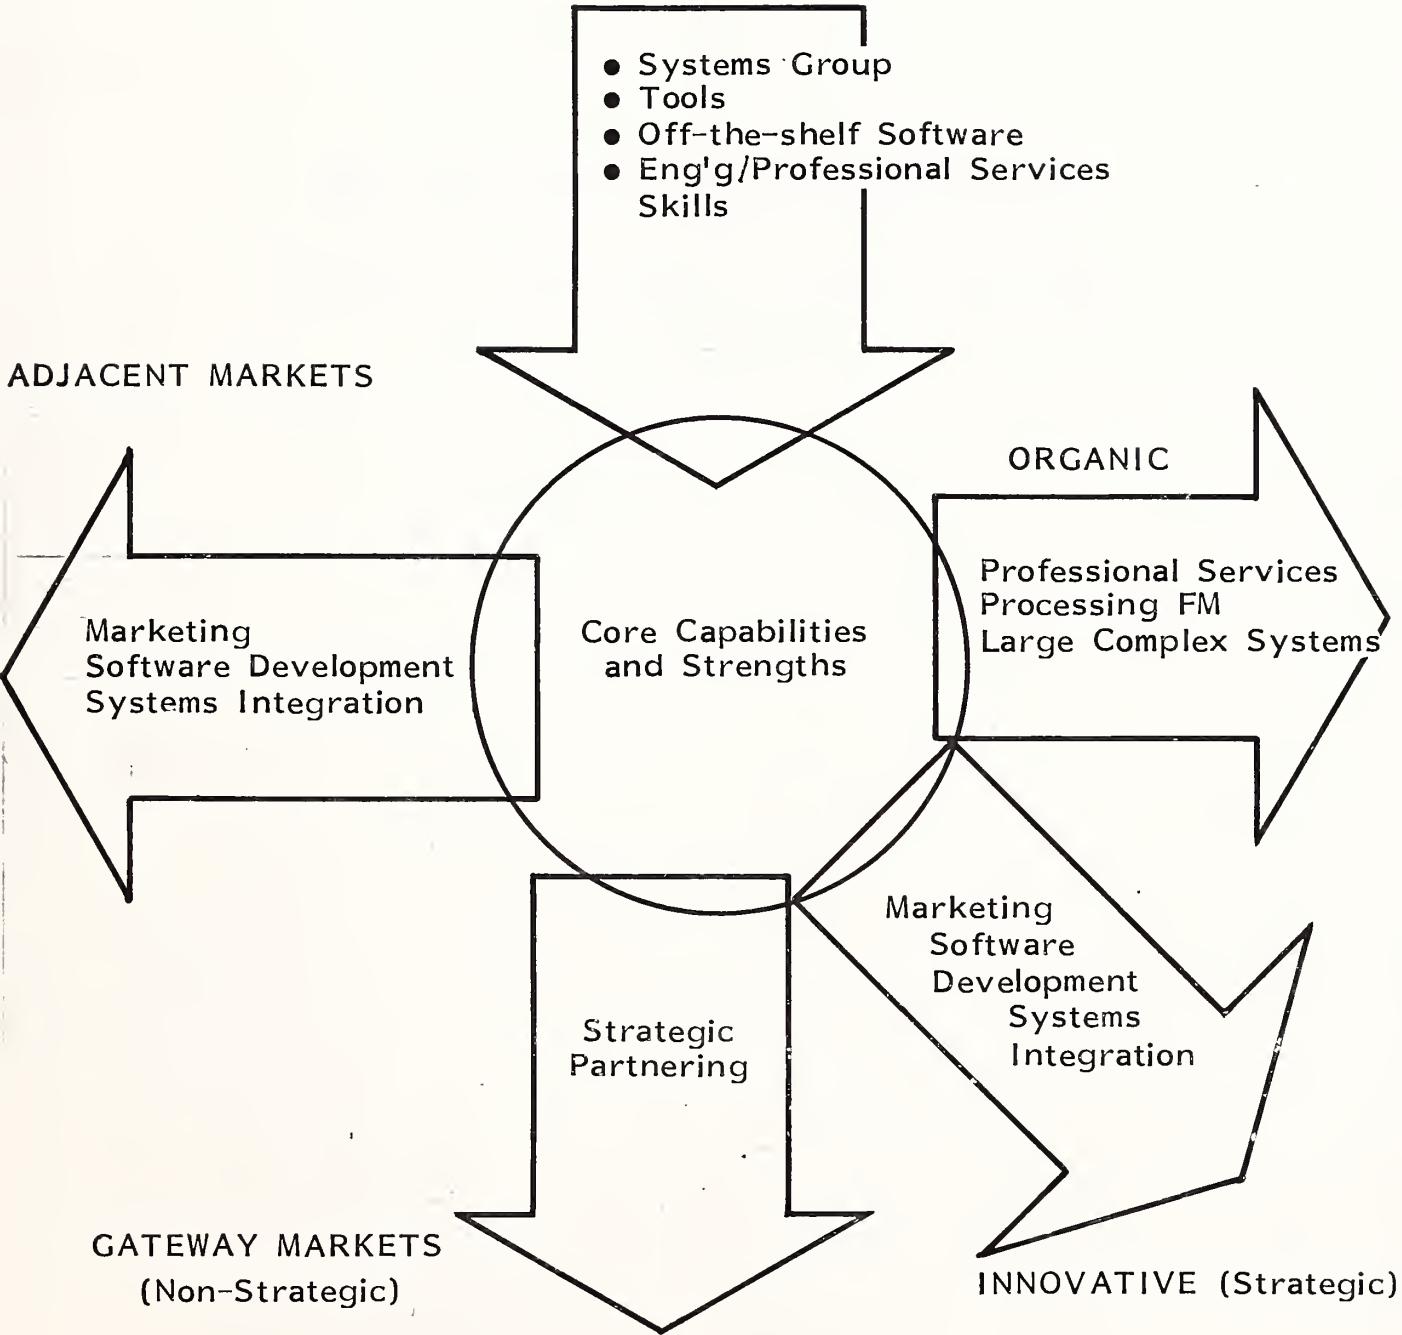 ● Systems Group
● Tools
● Off-the-shelf Software
● Eng'g/Professional Services
Skills
ADJACENT MARKETS
Marketing
Software Development
Systems Integration
Core Capabilities
and Strengths
ORGANIC
Professional Services
Processing FM
Large Complex Systems
Marketing
Software
Development
Systems
Integration
Strategic
Partnering
GATEWAY MARKETS
(Non-Strategic)
INNOVATIVE (Strategic)